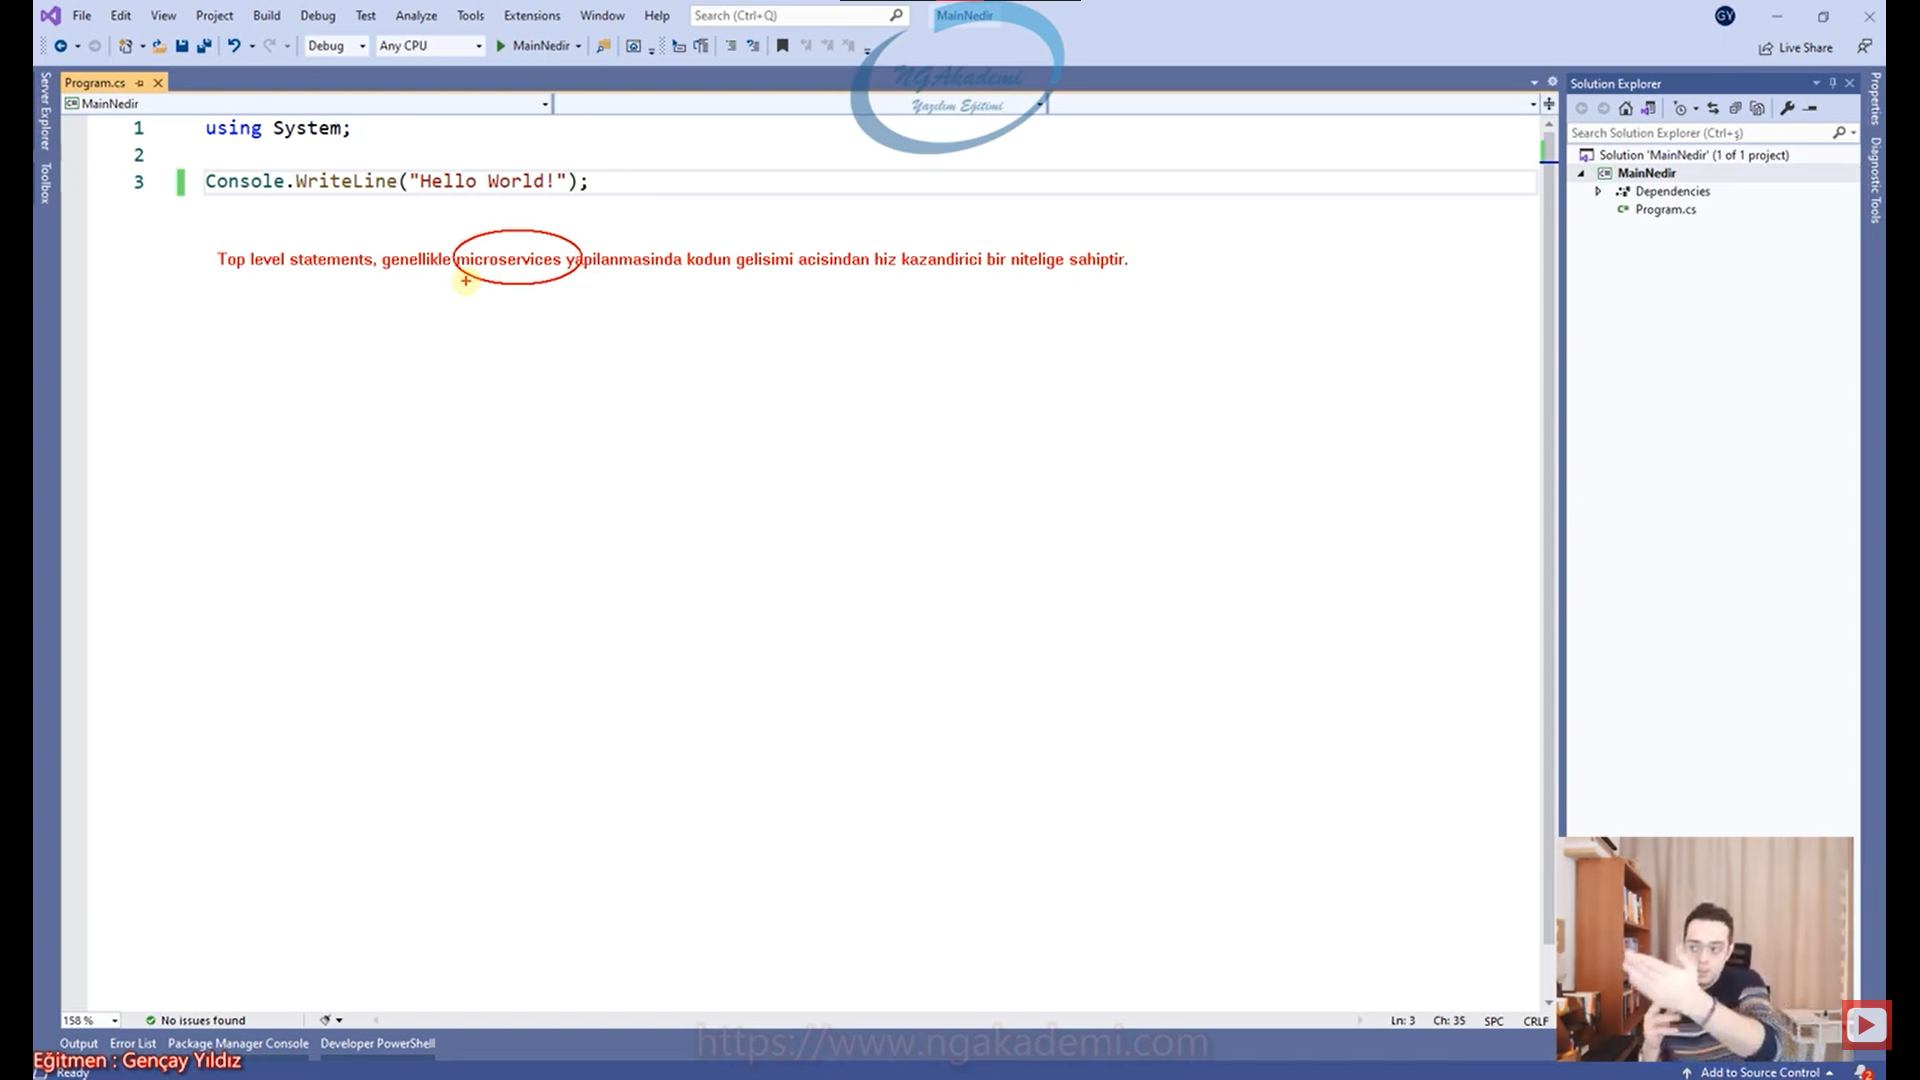 File Edit View Project Build Debug Test Analyze Tools Extensions Window Help Search (Ctrl+Q) MainNedir GY
Debug Any CPU MainNedir Live Share
Program.cs
MainNedir
NGAkademi
Yazılım Eğitimi
Server Explorer
Toolbox
1 using System;
2
3 Console.WriteLine("Hello World!");
Top level statements, genellikle microservices yapilanmasinda kodun gelisimi acisindan hiz kazandirici bir nitelige sahiptir.
Solution Explorer
Search Solution Explorer (Ctrl+ş)
Solution 'MainNedir' (1 of 1 project)
MainNedir
Dependencies
Program.cs
Properties
Diagnostic Tools
158 % No issues found Ln: 3 Ch: 35 SPC CRLF
Output Error List Package Manager Console Developer PowerShell
https://www.ngakademi.com
Eğitmen : Gençay Yıldız
Ready Add to Source Control 2